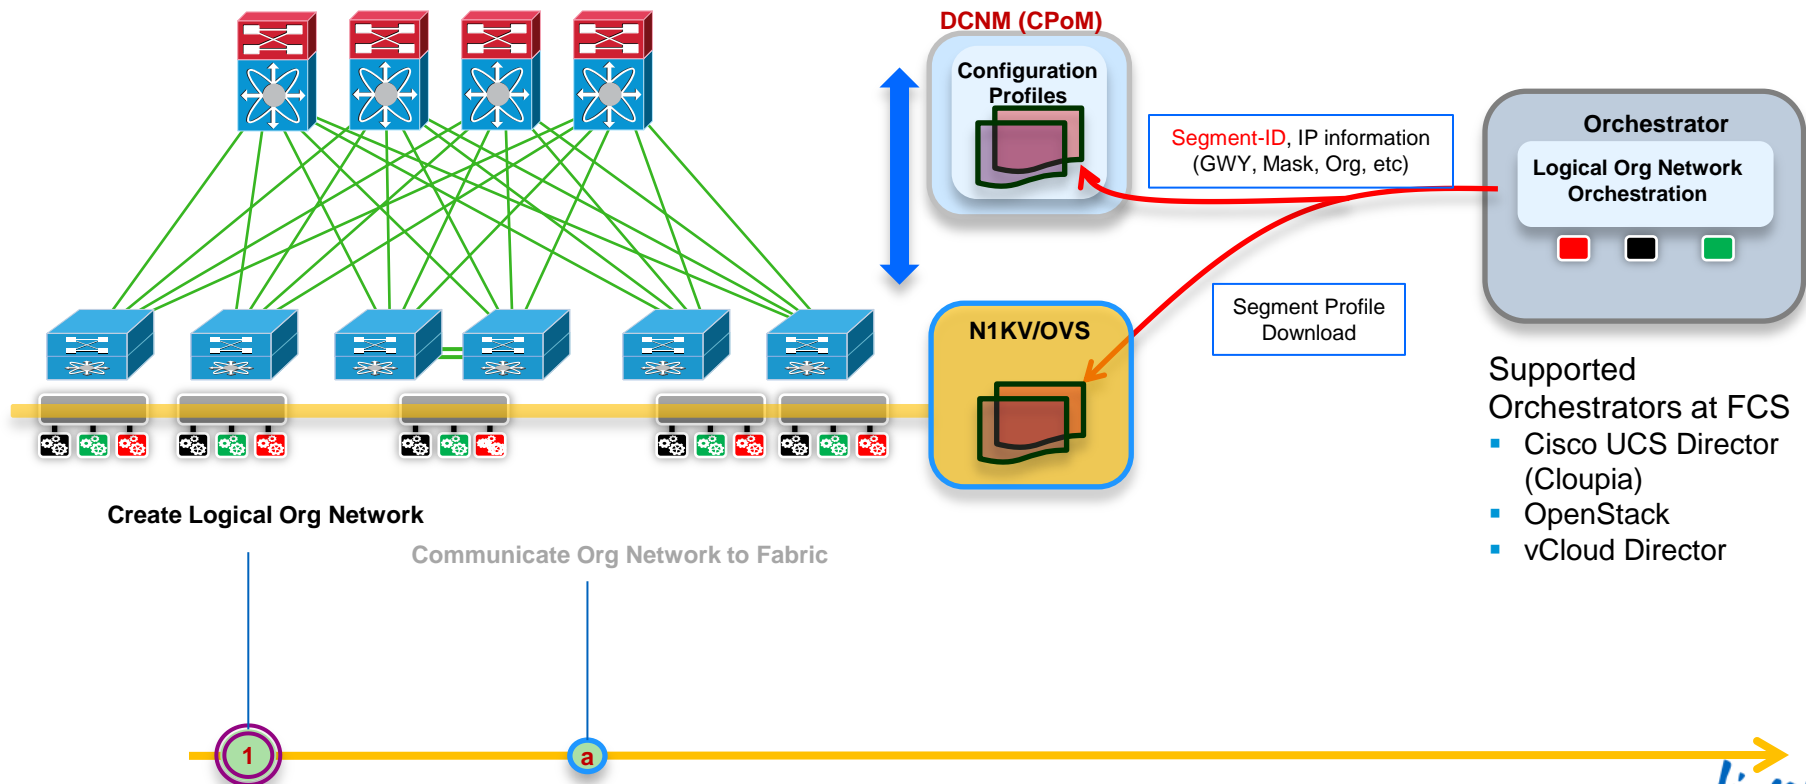 DCNM (CPoM)
Configuration
Profiles
Segment-ID, IP information
(GWY, Mask, Org, etc)
Orchestrator
Logical Org Network
Orchestration
N1KV/OVS
Segment Profile
Download
Supported
Orchestrators at FCS
▪ Cisco UCS Director
(Cloupia)
▪ OpenStack
▪ vCloud Director
Create Logical Org Network
Communicate Org Network to Fabric
1
a